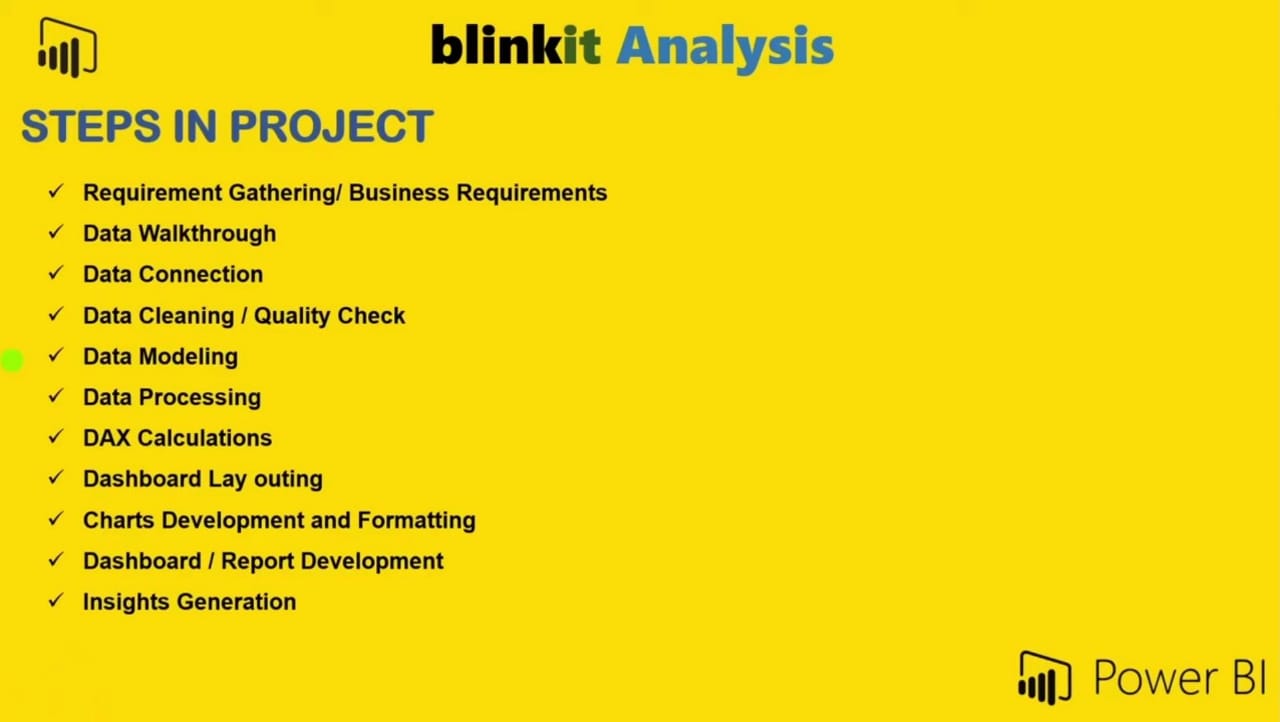 blinkit Analysis
STEPS IN PROJECT
Requirement Gathering/ Business Requirements
Data Walkthrough
Data Connection
Data Cleaning / Quality Check
Data Modeling
Data Processing
DAX Calculations
Dashboard Lay outing
Charts Development and Formatting
Dashboard / Report Development
Insights Generation
Power BI